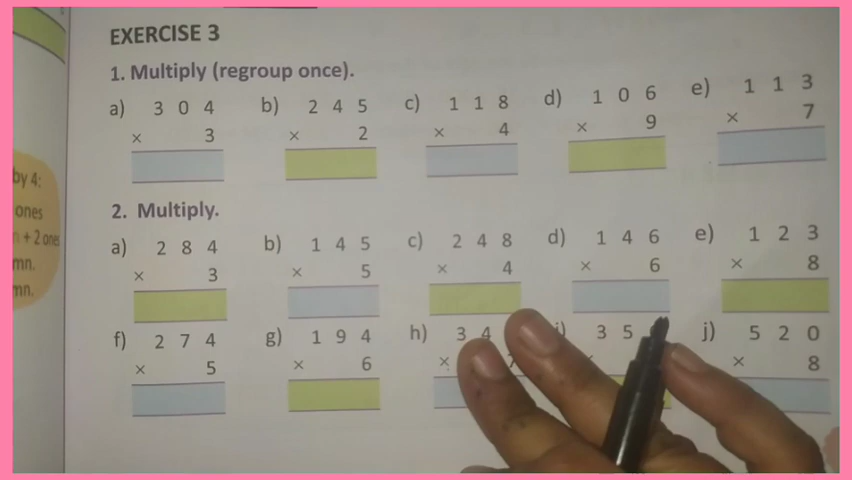 EXERCISE 3
1. Multiply (regroup once).
a) 3 0 4 b) 2 4 5 c) 1 1 8 d) 1 0 6 e) 1 1 3
× 3 × 2 × 4 × 9 × 7
by 4:
ones
2. Multiply.
+ 2 ones
a) 2 8 4 b) 1 4 5 c) 2 4 8 d) 1 4 6 e) 1 2 3
mn.
× 3 × 5 × 4 × 6 × 8
mn.
f) 2 7 4 g) 1 9 4 h) 3 4 3 5 j) 5 2 0
× 5 × 6 × 7 × 8